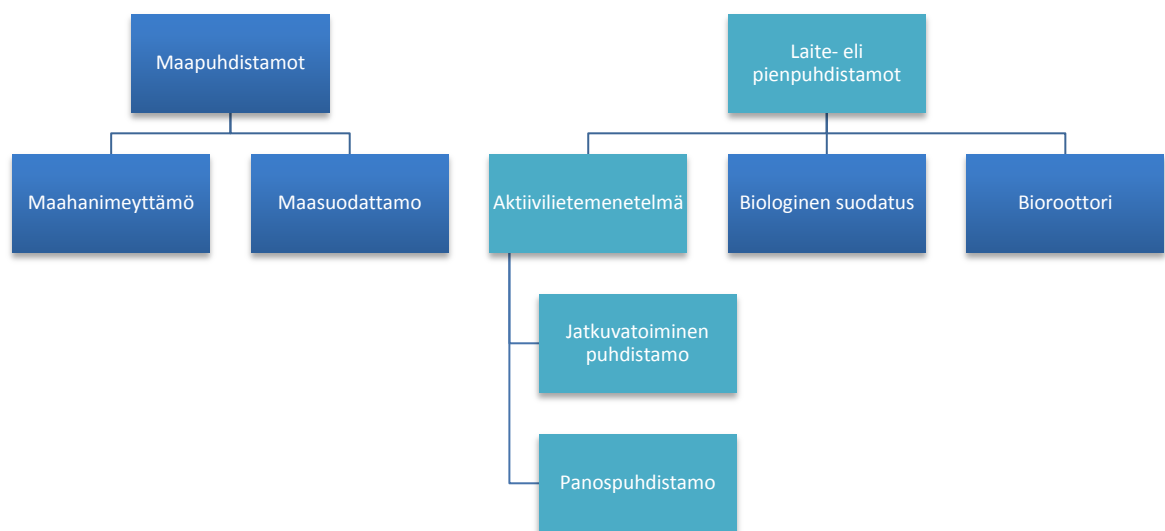 Maapuhdistamot
Laite- eli
pienpuhdistamot
Maahanimeyttämö
Maasuodattamo
Aktiivilietemenetelmä
Biologinen suodatus
Bioroottori
Jatkuvatoiminen
puhdistamo
Panospuhdistamo